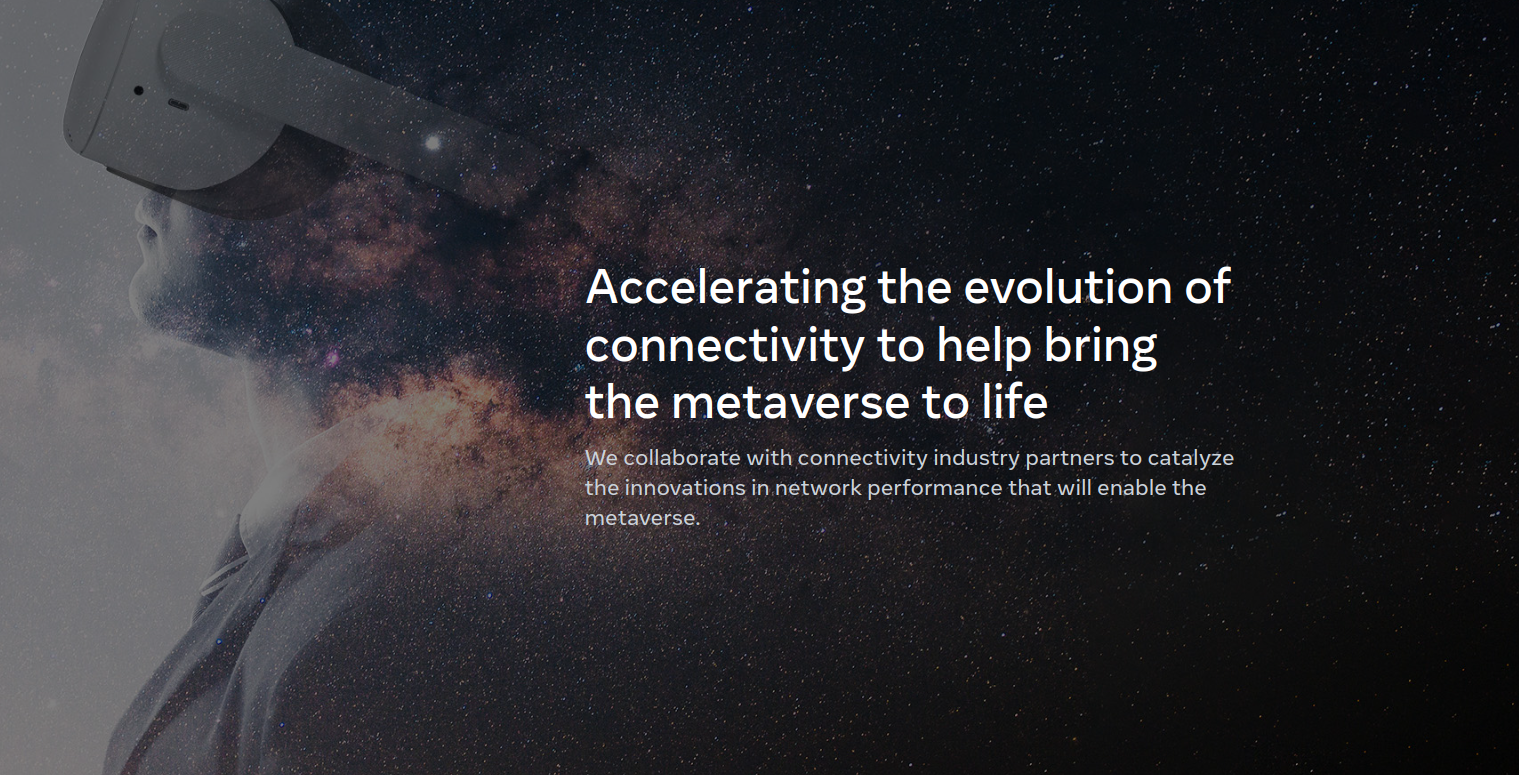 Accelerating the evolution of
connectivity to help bring
the metaverse to life
We collaborate with connectivity industry partners to catalyze
the innovations in network performance that will enable the
metaverse.